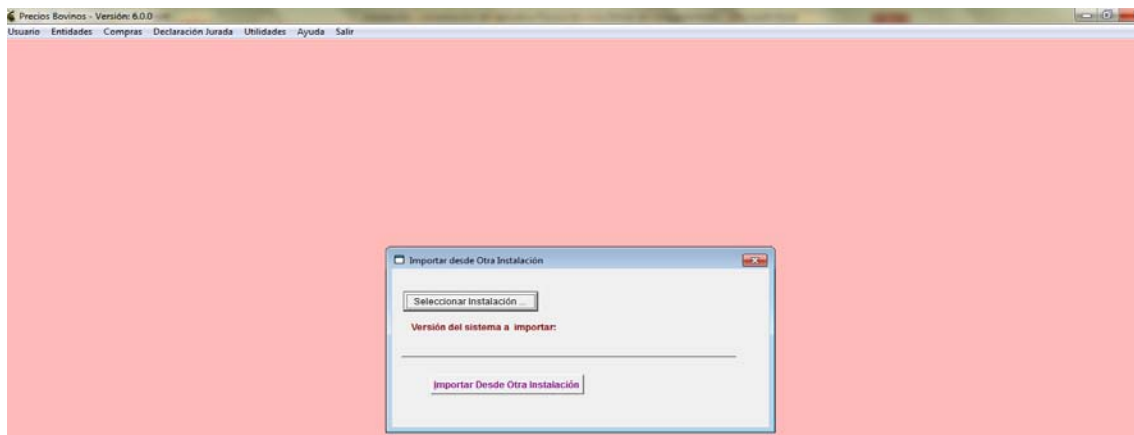 Precios Bovinos - Versión: 6.0.0
Usuario Entidades Compras Declaración Jurada Utilidades Ayuda Salir
Importar desde Otra Instalación
Seleccionar Instalación ...
Versión del sistema a importar:
Importar Desde Otra Instalación